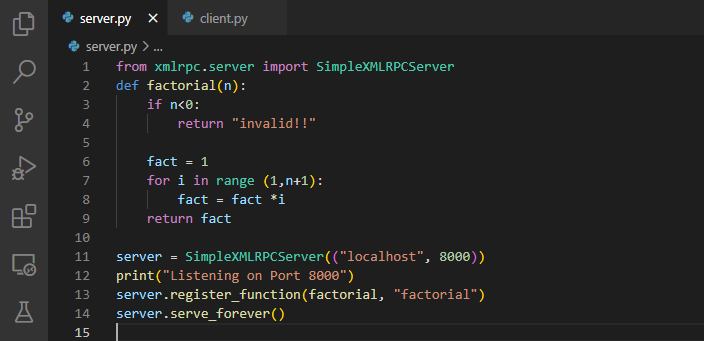 server.py × client.py
server.py > ...
1 from xmlrpc.server import SimpleXMLRPCServer
2 def factorial(n):
3     if n<0:
4         return "invalid!!"
5
6     fact = 1
7     for i in range (1,n+1):
8         fact = fact *i
9     return fact
10
11 server = SimpleXMLRPCServer(("localhost", 8000))
12 print("Listening on Port 8000")
13 server.register_function(factorial, "factorial")
14 server.serve_forever()
15